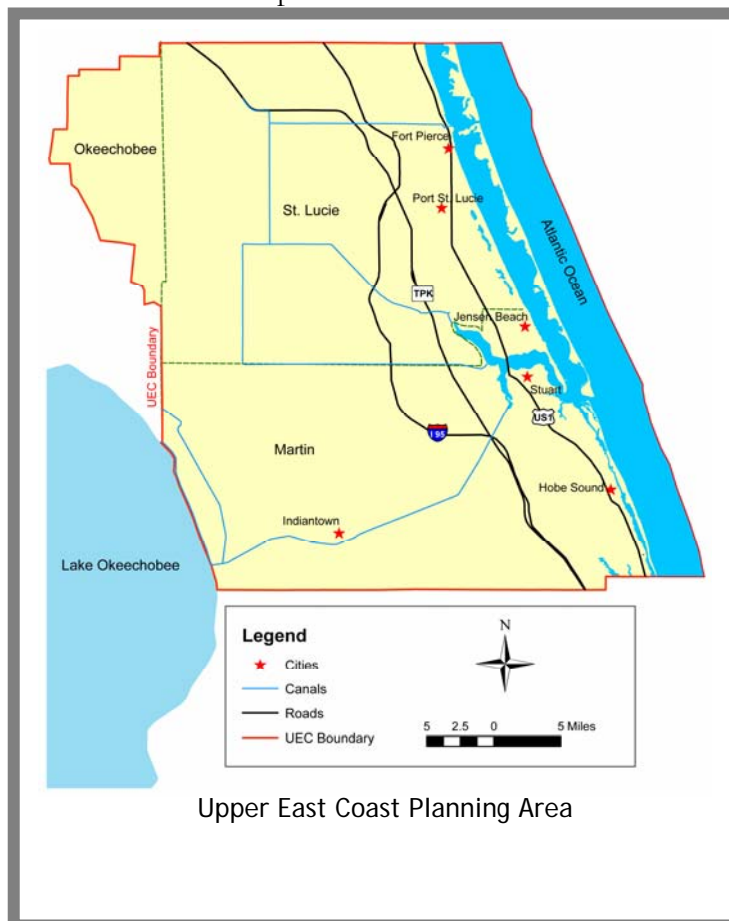 Okeechobee
Fort Pierce
St. Lucie
Port St. Lucie
Atlantic Ocean
TPK
Jensen Beach
UEC Boundary
Stuart
US1
I 95
Martin
Hobe Sound
Indiantown
Lake Okeechobee
Legend
Cities
Canals
Roads
UEC Boundary
N
5 2.5 0 5 Miles
Upper East Coast Planning Area